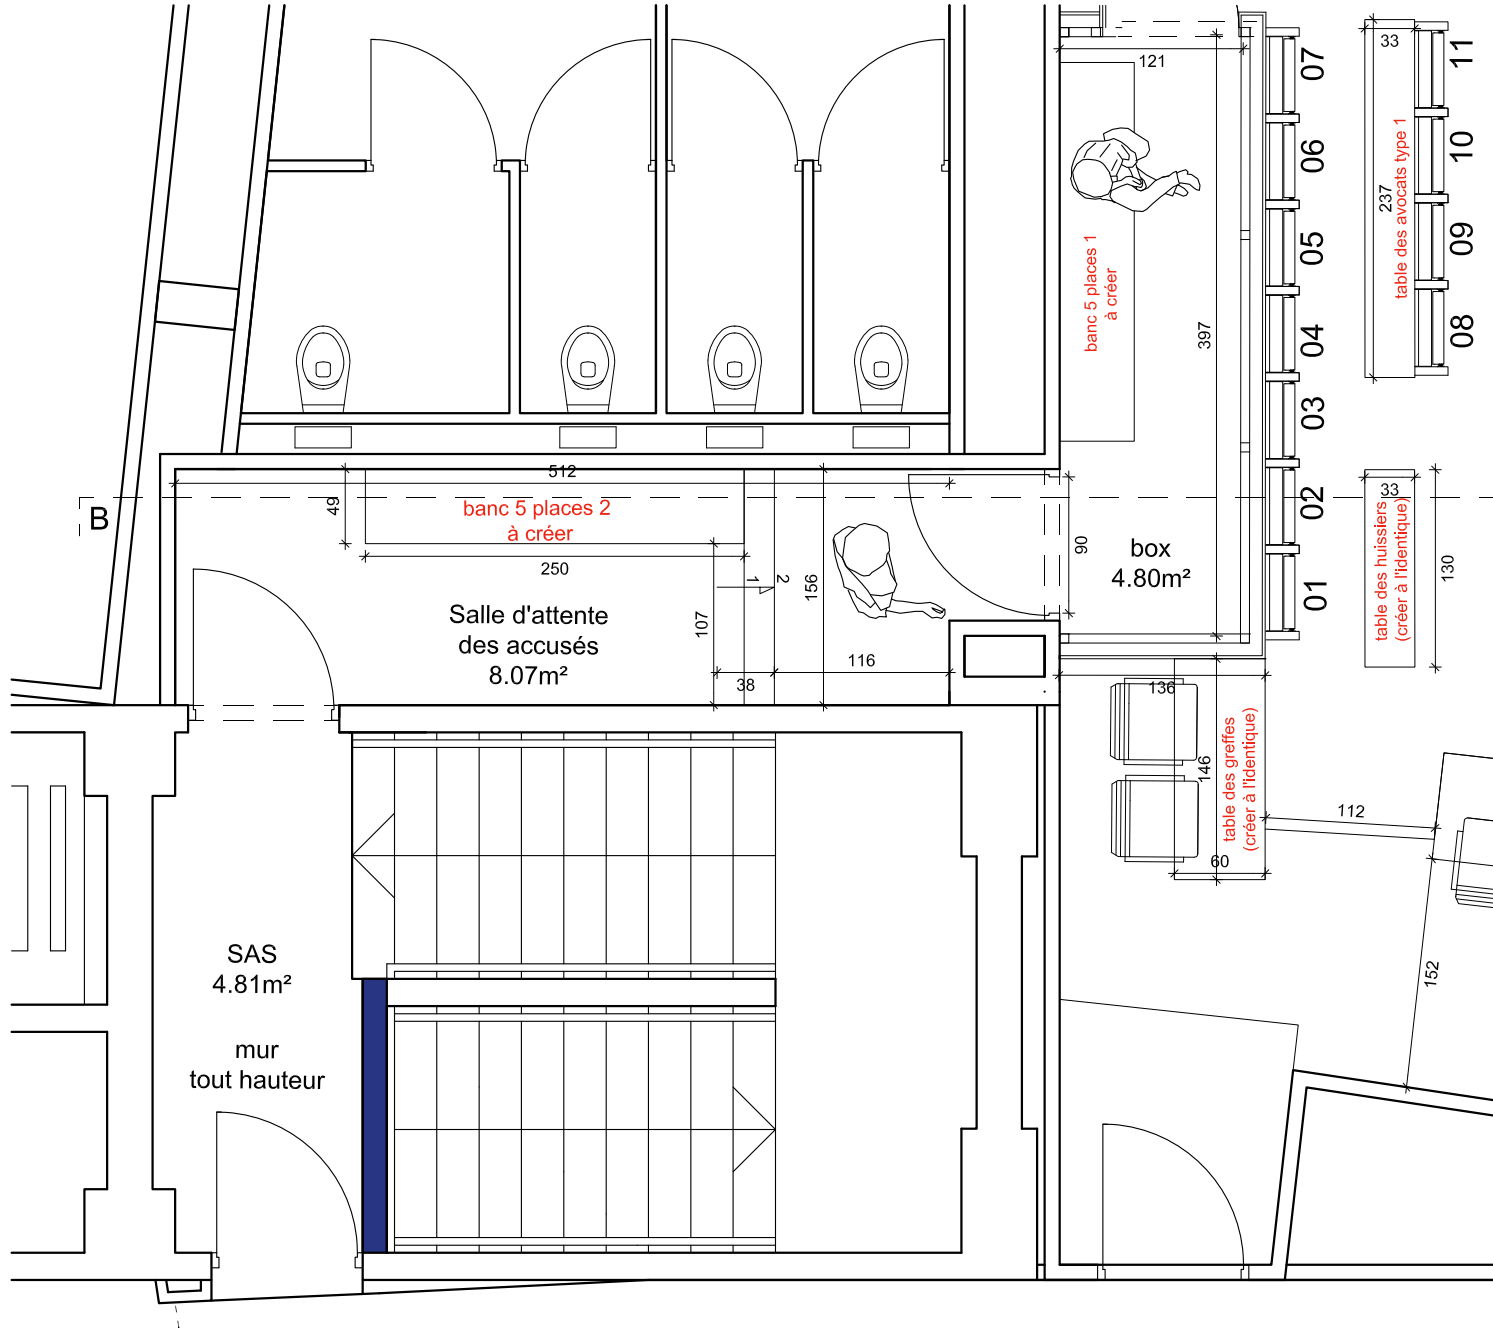 121
33
07
06
05
04
03
02
01
11
10
09
08
237
table des avocats type 1
banc 5 places 1
à créer
397
512
49
banc 5 places 2
à créer
250
B
1
2
156
107
116
38
90
Salle d'attente
des accusés
8.07m²
box
4.80m²
33
table des huissiers
(créer à l'identique)
130
136
146
table des greffes
(créer à l'identique)
60
112
152
SAS
4.81m²
mur
tout hauteur